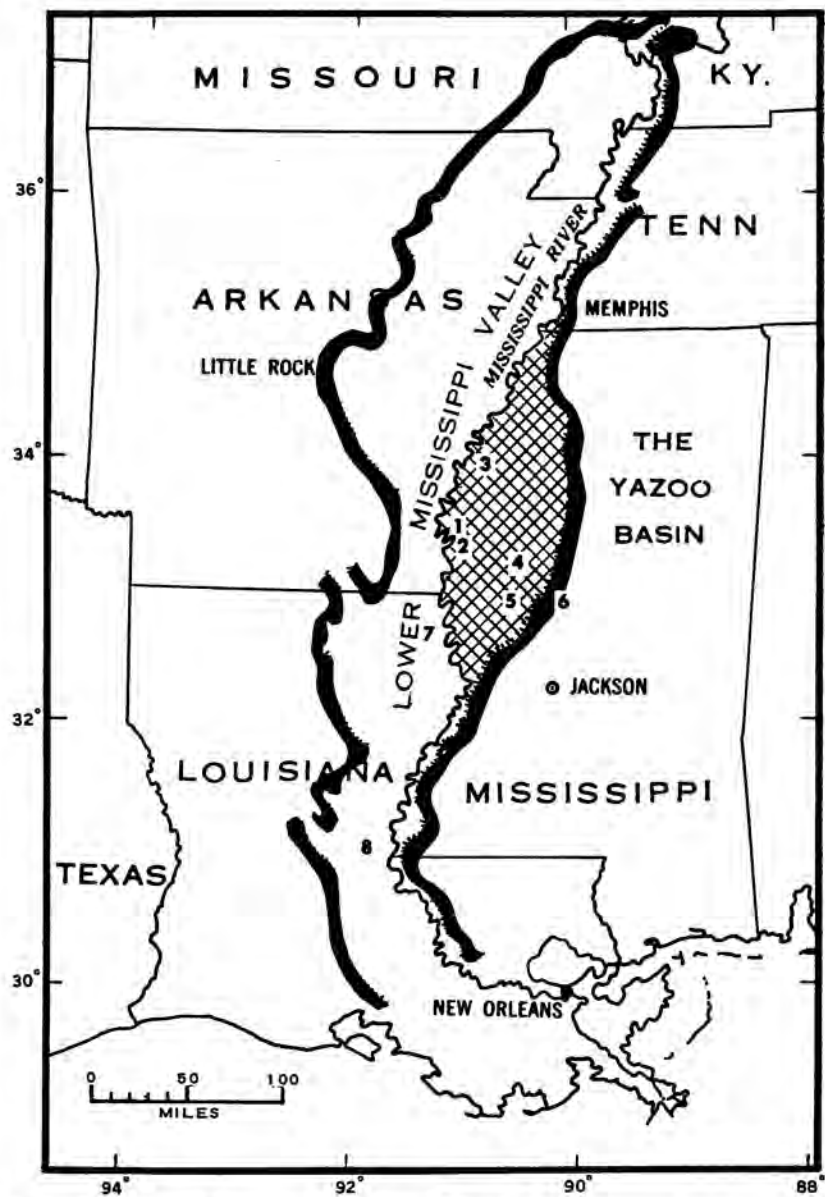 MISSOURI
KY.
36°
TENN
MISSISSIPPI RIVER
VALLEY
ARKANSAS
MEMPHIS
LITTLE ROCK
MISSISSIPPI
34°
3
THE
YAZOO
BASIN
1
2
4
5
6
7
LOWER
JACKSON
32°
LOUISIANA
MISSISSIPPI
8
TEXAS
30°
NEW ORLEANS
0 50 100
MILES
94° 92° 90° 88°